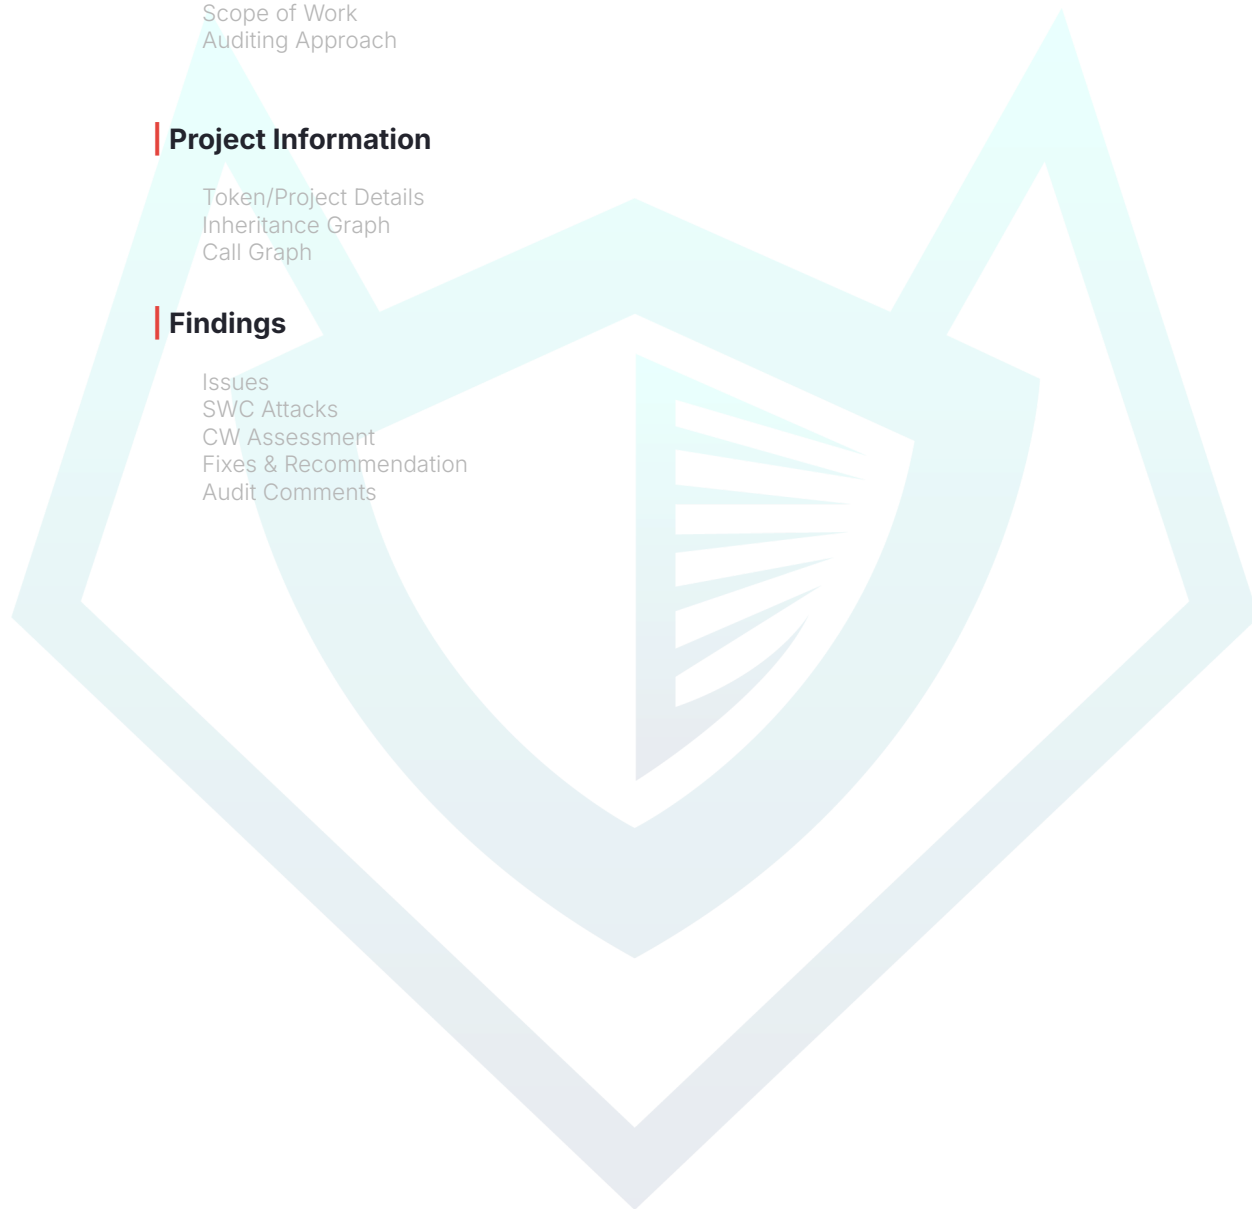 Scope of Work
Auditing Approach
Project Information
Token/Project Details
Inheritance Graph
Call Graph
Findings
Issues
SWC Attacks
CW Assessment
Fixes & Recommendation
Audit Comments